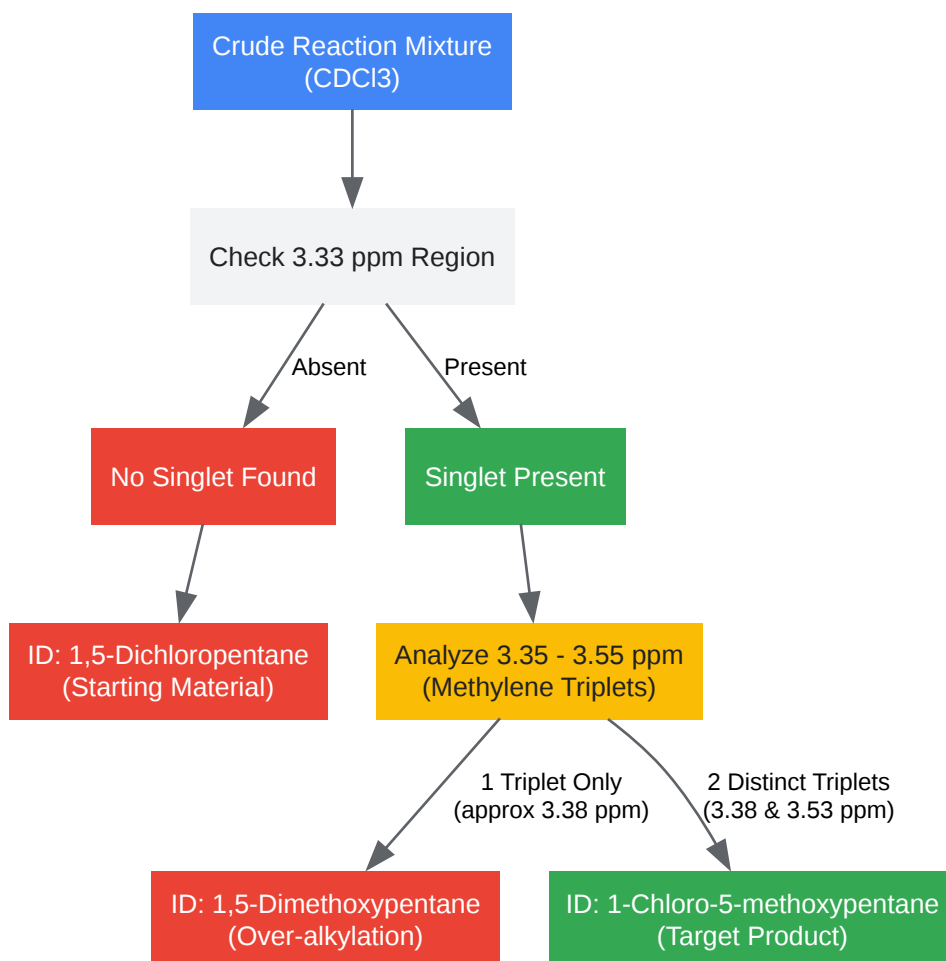 Crude Reaction Mixture
(CDCl3)
Check 3.33 ppm Region
Absent
Present
No Singlet Found
Singlet Present
ID: 1,5-Dichloropentane
(Starting Material)
Analyze 3.35 - 3.55 ppm
(Methylene Triplets)
1 Triplet Only
(approx 3.38 ppm)
2 Distinct Triplets
(3.38 & 3.53 ppm)
ID: 1,5-Dimethoxypentane
(Over-alkylation)
ID: 1-Chloro-5-methoxypentane
(Target Product)